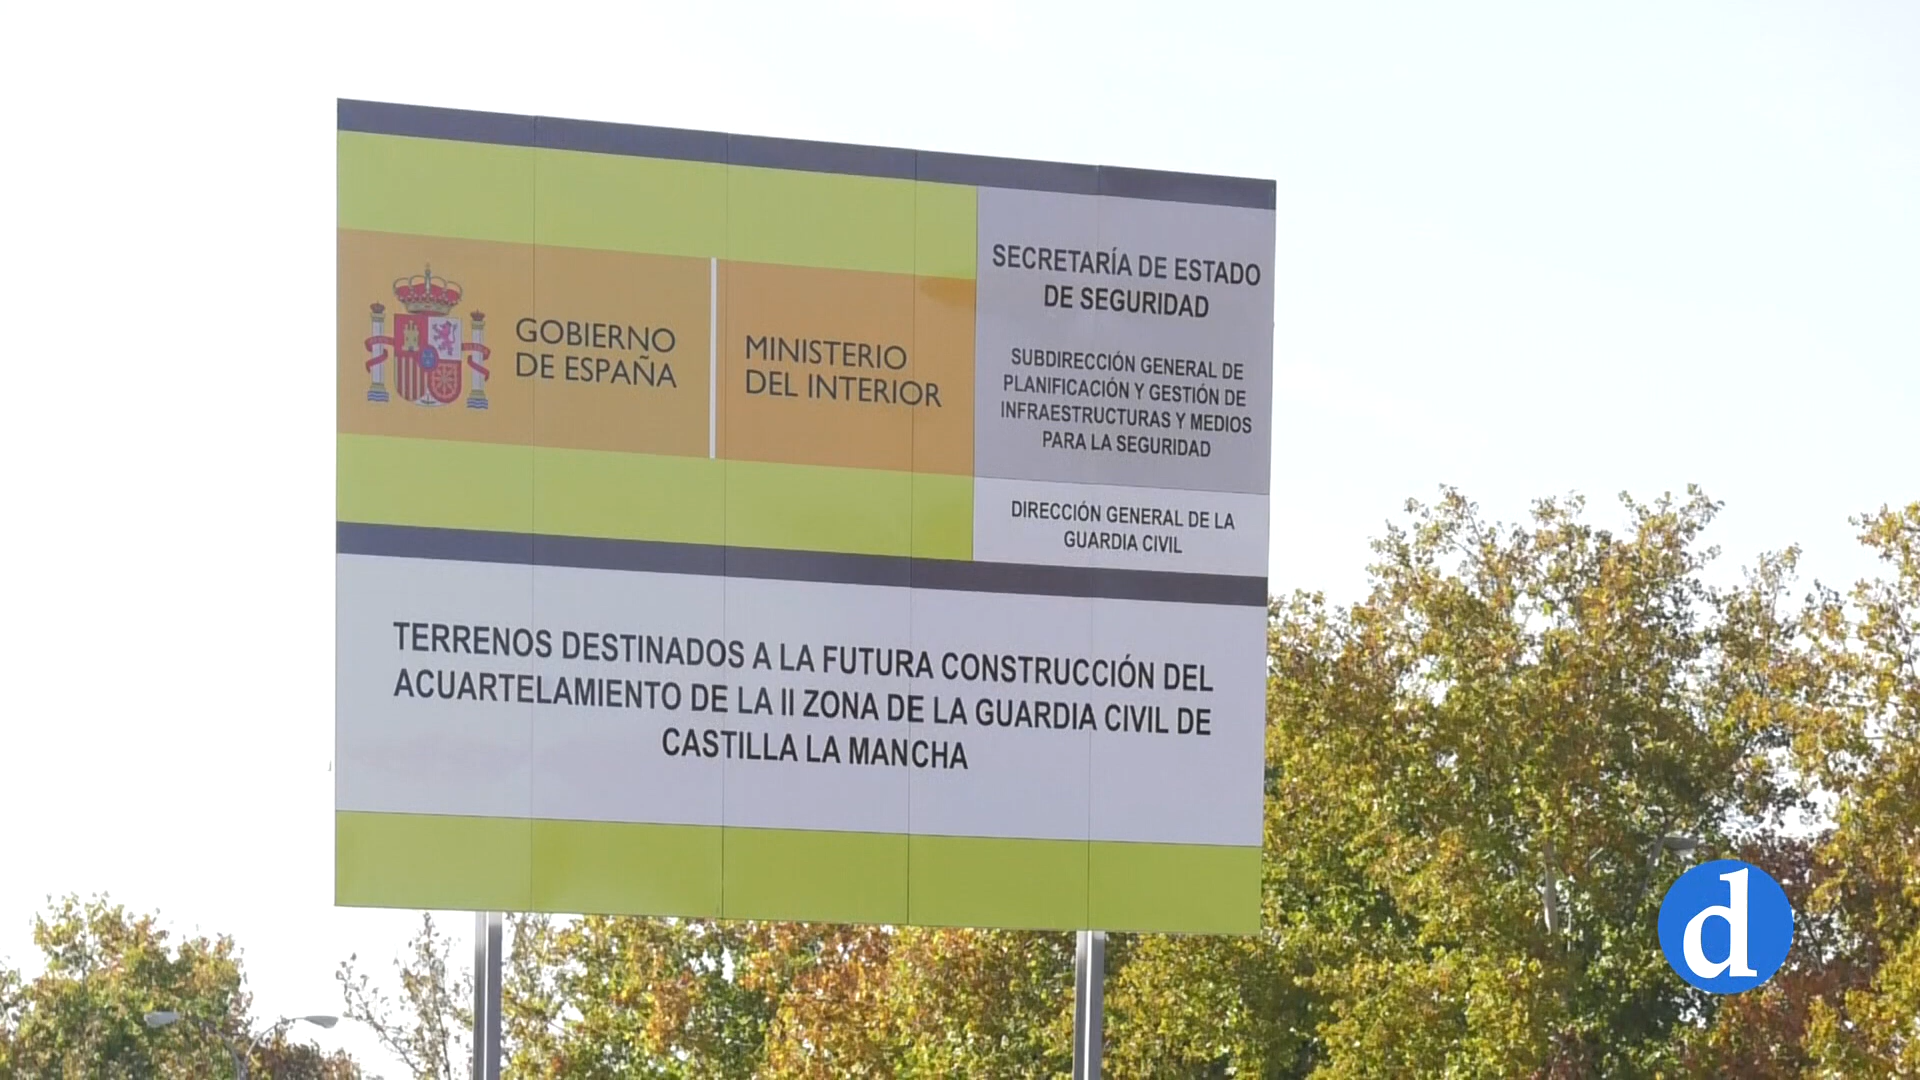 GOBIERNO
DE ESPAÑA
MINISTERIO
DEL INTERIOR
SECRETARÍA DE ESTADO
DE SEGURIDAD
SUBDIRECCIÓN GENERAL DE
PLANIFICACIÓN Y GESTIÓN DE
INFRAESTRUCTURAS Y MEDIOS
PARA LA SEGURIDAD
DIRECCIÓN GENERAL DE LA
GUARDIA CIVIL
TERRENOS DESTINADOS A LA FUTURA CONSTRUCCIÓN DEL
ACUARTELAMIENTO DE LA II ZONA DE LA GUARDIA CIVIL DE
CASTILLA LA MANCHA
d